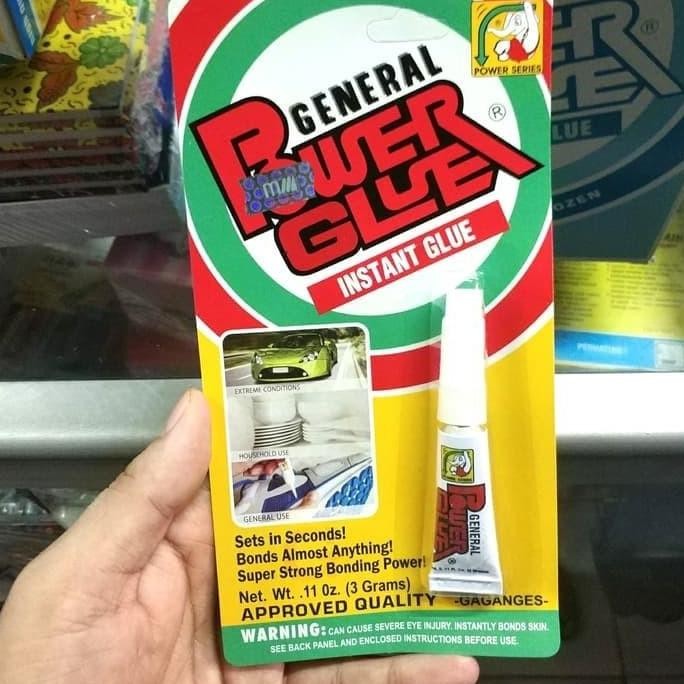 POWER SERIES
GENERAL
POWER
GLUE
®
INSTANT GLUE
EXTREME CONDITIONS
HOUSEHOLD USE
GENERAL USE
GENERAL
POWER
GLUE
Sets in Seconds!
Bonds Almost Anything!
Super Strong Bonding Power!
Net. Wt. .11 Oz. (3 Grams)
APPROVED QUALITY -GAGANGES-
WARNING: CAN CAUSE SEVERE EYE INJURY. INSTANTLY BONDS SKIN.
SEE BACK PANEL AND ENCLOSED INSTRUCTIONS BEFORE USE.
LUE
OZEN